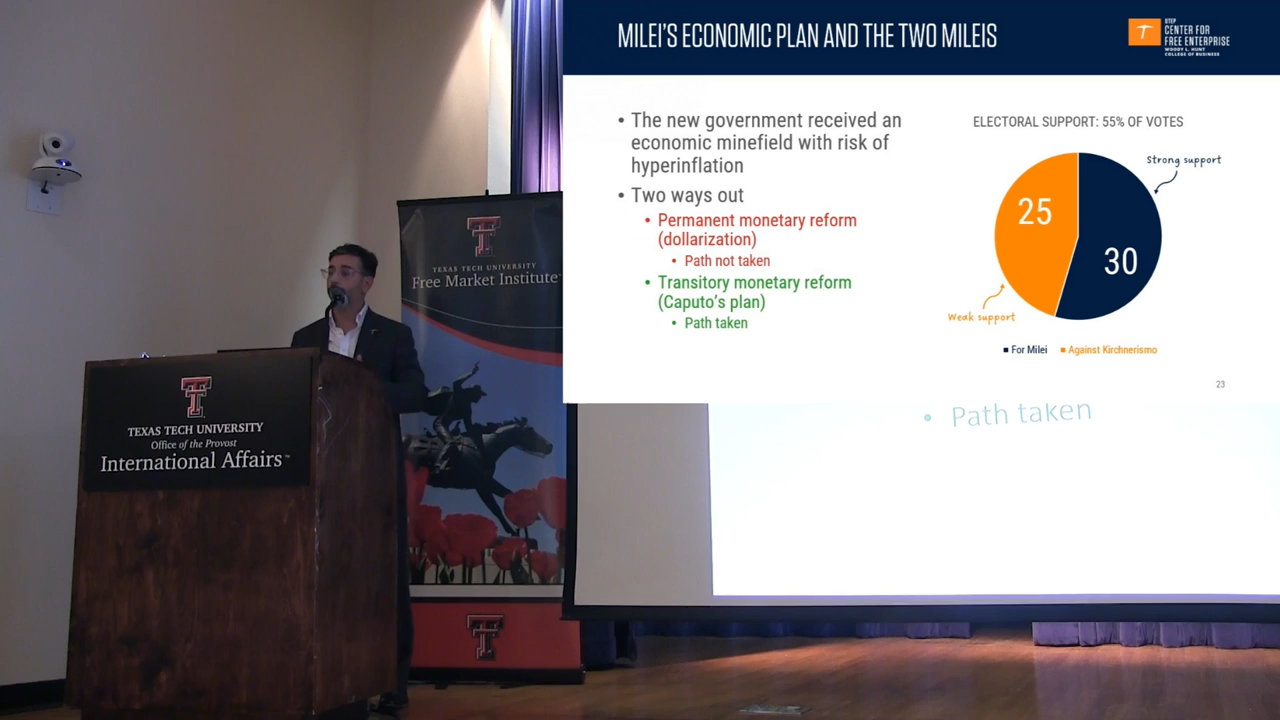 MILEI'S ECONOMIC PLAN AND THE TWO MILEIS
UTEP
CENTER FOR
FREE ENTERPRISE
WOODY L. HUNT
COLLEGE OF BUSINESS
• The new government received an
economic minefield with risk of
hyperinflation
• Two ways out
• Permanent monetary reform
(dollarization)
• Path not taken
• Transitory monetary reform
(Caputo's plan)
• Path taken
ELECTORAL SUPPORT: 55% OF VOTES
Strong support
25
30
Weak support
For Milei
Against Kirchnerismo
23
• Path taken
TEXAS TECH UNIVERSITY
Free Market Institute
TEXAS TECH UNIVERSITY
Office of the Provost
International Affairs™